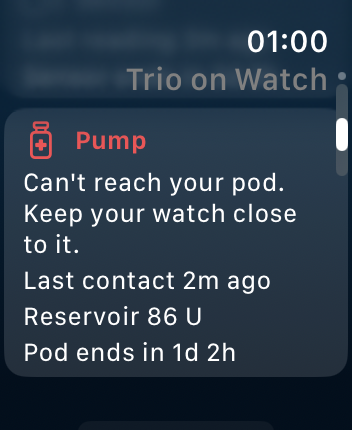 01:00
Trio on Watch
Pump
Can't reach your pod.
Keep your watch close
to it.
Last contact 2m ago
Reservoir 86 U
Pod ends in 1d 2h